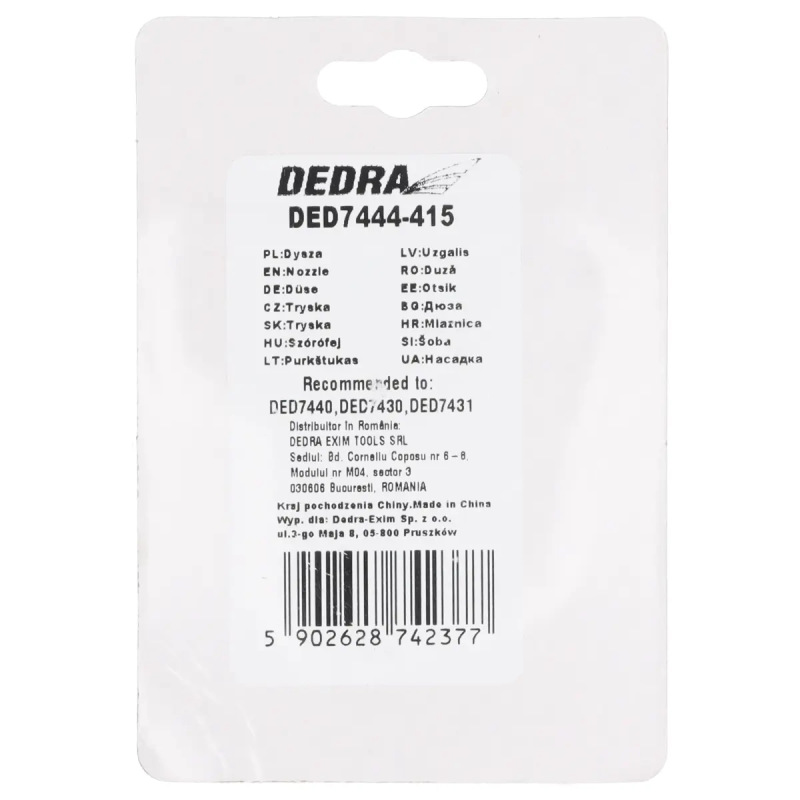 DEDRA
DED7444-415
PL:Dysza
EN:Nozzle
DE:Düse
CZ:Tryska
SK:Tryska
HU:Szórófej
LT:Purkštukas
LV:Uzgalis
RO:Duză
EE:Otsik
BG:Дюза
HR:Mlaznica
SI:Šoba
UA:Насадка
Recommended to:
DED7440,DED7430,DED7431
Distribuitor în România:
DEDRA EXIM TOOLS SRL
Sediul: Bd. Corneliu Coposu nr 6 – 8,
Modulul nr M04, sector 3
030606 Bucuresti, ROMANIA
Kraj pochodzenia Chiny.Made in China
Wyp. dla: Dedra-Exim Sp. z o.o.
ul.3-go Maja 8, 05-800 Pruszków
5 902628 742377